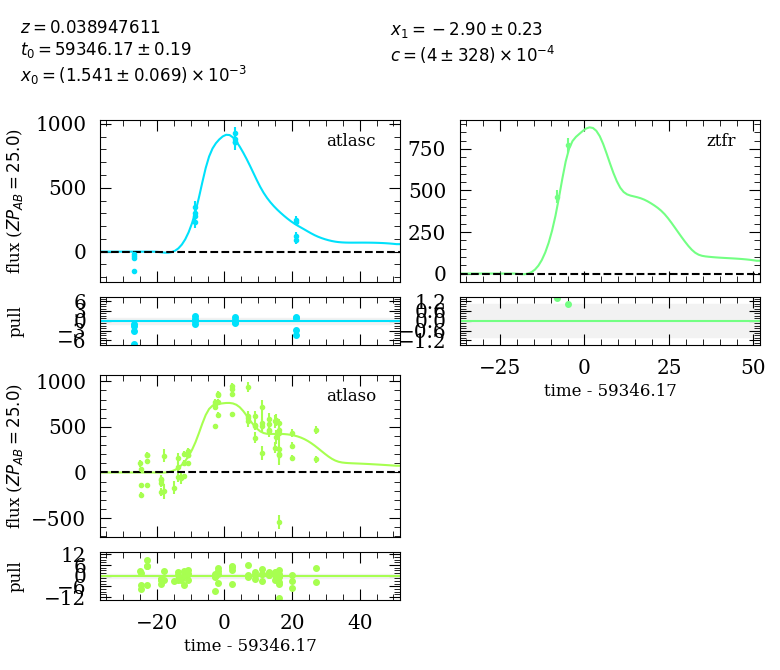 z = 0.038947611
t₀ = 59346.17 ± 0.19
x₀ = (1.541 ± 0.069) × 10⁻³
x₁ = −2.90 ± 0.23
c = (4 ± 328) × 10⁻⁴
atlasc
flux (ZP_AB = 25.0)
1000
500
0
pull
6
3
0
−3
−6
ztfr
750
500
250
0
1.2
0.6
0.0
−0.6
−1.2
−25 0 25 50
time - 59346.17
atlaso
flux (ZP_AB = 25.0)
1000
500
0
−500
pull
12
6
0
−6
−12
−20 0 20 40
time - 59346.17